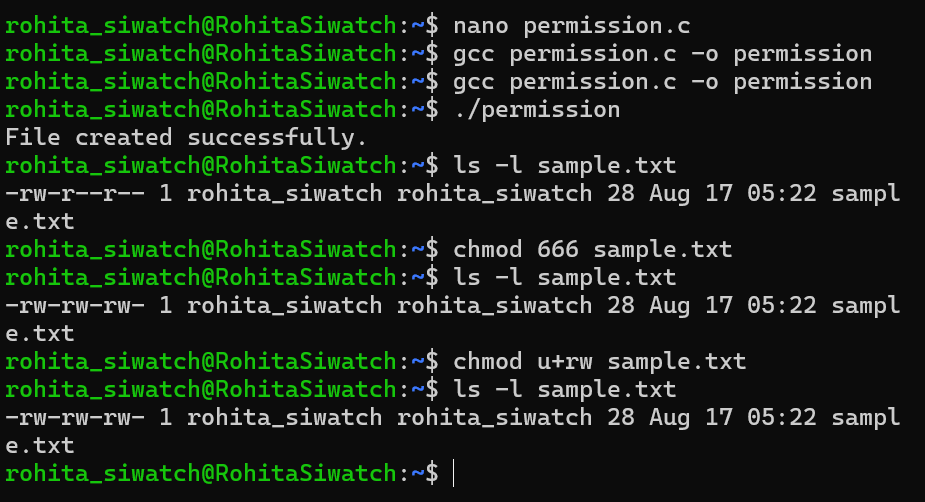 rohita_siwatch@RohitaSiwatch:~$ nano permission.c
rohita_siwatch@RohitaSiwatch:~$ gcc permission.c -o permission
rohita_siwatch@RohitaSiwatch:~$ gcc permission.c -o permission
rohita_siwatch@RohitaSiwatch:~$ ./permission
File created successfully.
rohita_siwatch@RohitaSiwatch:~$ ls -l sample.txt
-rw-r--r-- 1 rohita_siwatch rohita_siwatch 28 Aug 17 05:22 sampl
e.txt
rohita_siwatch@RohitaSiwatch:~$ chmod 666 sample.txt
rohita_siwatch@RohitaSiwatch:~$ ls -l sample.txt
-rw-rw-rw- 1 rohita_siwatch rohita_siwatch 28 Aug 17 05:22 sampl
e.txt
rohita_siwatch@RohitaSiwatch:~$ chmod u+rw sample.txt
rohita_siwatch@RohitaSiwatch:~$ ls -l sample.txt
-rw-rw-rw- 1 rohita_siwatch rohita_siwatch 28 Aug 17 05:22 sampl
e.txt
rohita_siwatch@RohitaSiwatch:~$